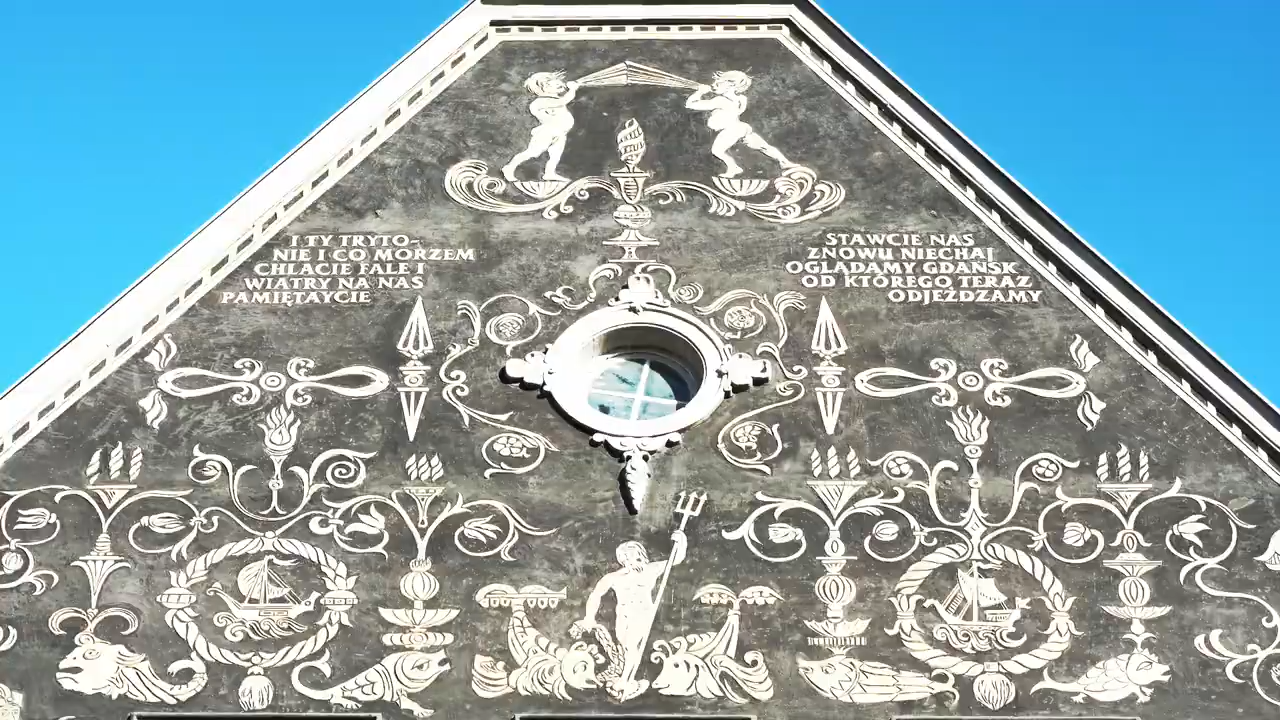 I TY TRYTO-
NIE I CO MORZEM
CHLACIE FALE I
WIATRY NA NAS
PAMIĘTAYCIE
STAWCIE NAS
ZNOWU NIECHAJ
OGLĄDAMY GDAŃSK
OD KTÓREGO TERAZ
ODJEŻDZAMY